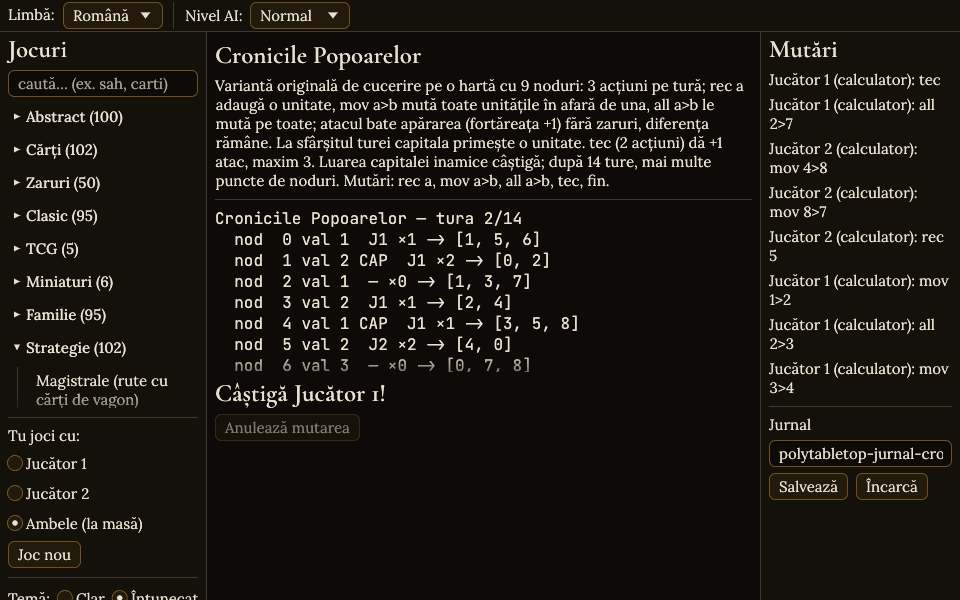 Limbă: Română ▼ Nivel AI: Normal ▼
Jocuri
caută... (ex. sah, carti)
▸ Abstract (100)
▸ Cărți (102)
▸ Zaruri (50)
▸ Clasic (95)
▸ TCG (5)
▸ Miniaturi (6)
▸ Familie (95)
▾ Strategie (102)
Magistrale (rute cu
cărți de vagon)
Tu joci cu:
Jucător 1
Jucător 2
Ambele (la masă)
Joc nou
Temă: Clar Întunecat
Cronicile Popoarelor
Variantă originală de cucerire pe o hartă cu 9 noduri: 3 acțiuni pe tură; rec a
adaugă o unitate, mov a>b mută toate unitățile în afară de una, all a>b le
mută pe toate; atacul bate apărarea (fortăreața +1) fără zaruri, diferența
rămâne. La sfârșitul turei capitala primește o unitate. tec (2 acțiuni) dă +1
atac, maxim 3. Luarea capitalei inamice câștigă; după 14 ture, mai multe
puncte de noduri. Mutări: rec a, mov a>b, all a>b, tec, fin.
Cronicile Popoarelor — tura 2/14
nod 0 val 1 J1 ×1 → [1, 5, 6]
nod 1 val 2 CAP J1 ×2 → [0, 2]
nod 2 val 1 — ×0 → [1, 3, 7]
nod 3 val 2 J1 ×1 → [2, 4]
nod 4 val 1 CAP J1 ×1 → [3, 5, 8]
nod 5 val 2 J2 ×2 → [4, 0]
nod 6 val 3 — ×0 → [0, 7, 8]
Câștigă Jucător 1!
Anulează mutarea
Mutări
Jucător 1 (calculator): tec
Jucător 1 (calculator): all
2>7
Jucător 2 (calculator):
mov 4>8
Jucător 2 (calculator):
mov 8>7
Jucător 2 (calculator): rec
5
Jucător 1 (calculator): mov
1>2
Jucător 1 (calculator): all
2>3
Jucător 1 (calculator): mov
3>4
Jurnal
polytabletop-jurnal-cro
Salvează Încarcă